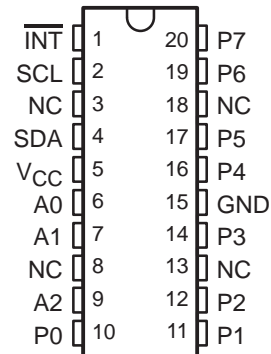 I̅N̅T̅ 1 20 P7
SCL 2 19 P6
NC 3 18 NC
SDA 4 17 P5
VCC 5 16 P4
A0 6 15 GND
A1 7 14 P3
NC 8 13 NC
A2 9 12 P2
P0 10 11 P1